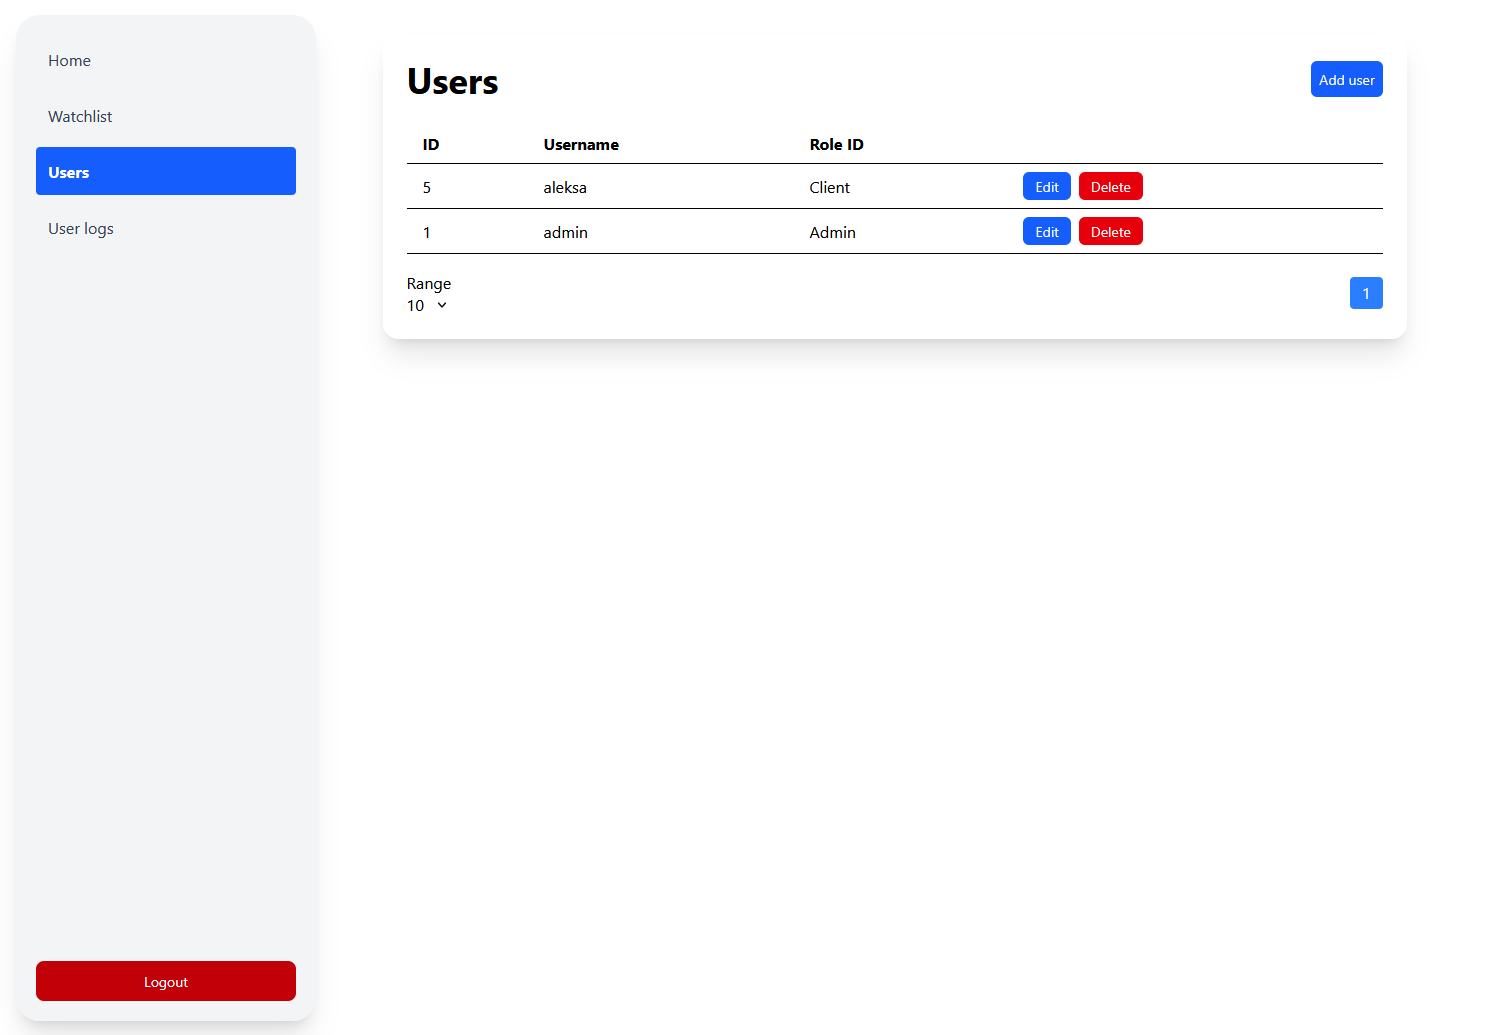 Home
Watchlist
Users
User logs
Logout
Users
Add user
ID Username Role ID
5 aleksa Client Edit Delete
1 admin Admin Edit Delete
Range
10
1